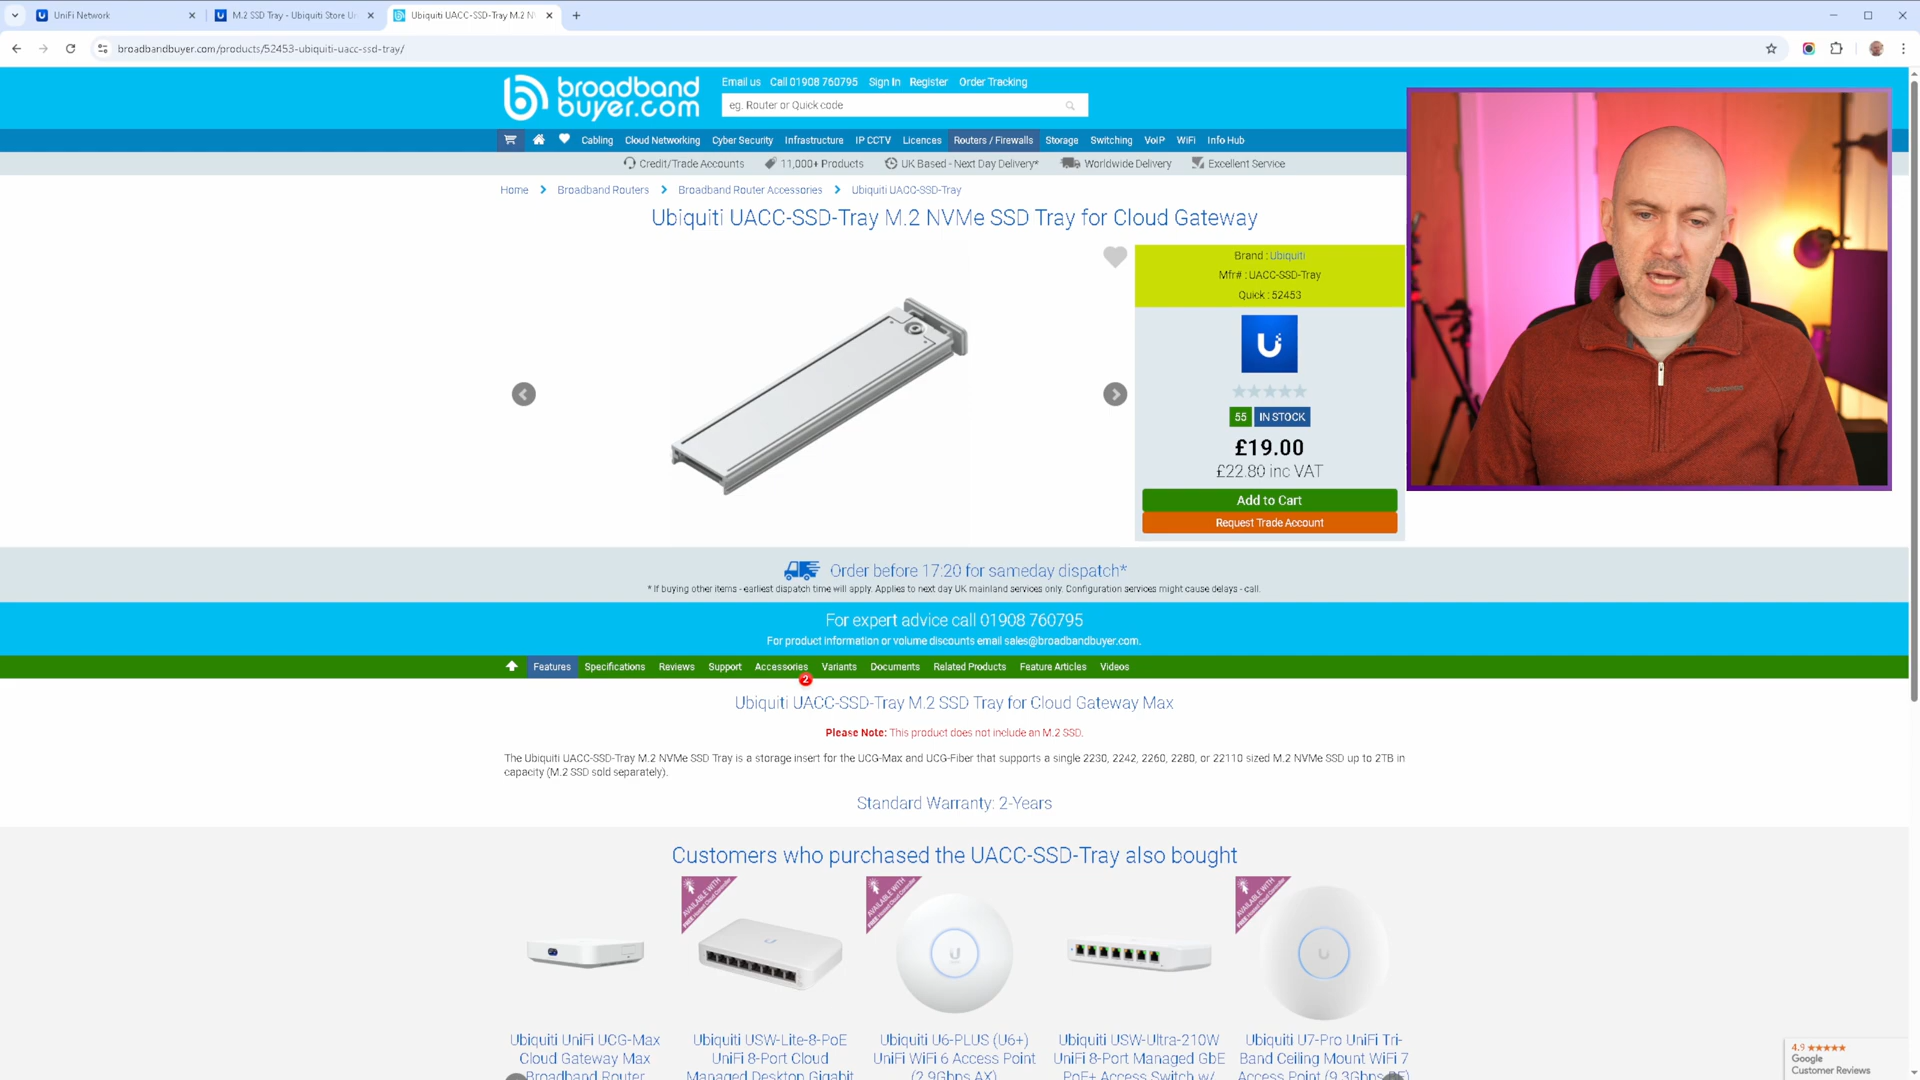 UniFi Network
M.2 SSD Tray - Ubiquiti Store Un
Ubiquiti UACC-SSD-Tray M.2 N
broadbandbuyer.com/products/52453-ubiquiti-uacc-ssd-tray/
broadband
buyer.com
Email us Call 01908 760795 Sign In Register Order Tracking
eg. Router or Quick code
Cabling Cloud Networking Cyber Security Infrastructure IP CCTV Licences Routers / Firewalls Storage Switching VoIP WiFi Info Hub
Credit/Trade Accounts 11,000+ Products UK Based - Next Day Delivery* Worldwide Delivery Excellent Service
Home Broadband Routers Broadband Router Accessories Ubiquiti UACC-SSD-Tray
Ubiquiti UACC-SSD-Tray M.2 NVMe SSD Tray for Cloud Gateway
Brand : Ubiquiti
Mfr# : UACC-SSD-Tray
Quick : 52453
55 IN STOCK
£19.00
£22.80 inc VAT
Add to Cart
Request Trade Account
Order before 17:20 for sameday dispatch*
* If buying other items - earliest dispatch time will apply. Applies to next day UK mainland services only. Configuration services might cause delays - call.
For expert advice call 01908 760795
For product information or volume discounts email sales@broadbandbuyer.com.
Features Specifications Reviews Support Accessories Variants Documents Related Products Feature Articles Videos
2
Ubiquiti UACC-SSD-Tray M.2 SSD Tray for Cloud Gateway Max
Please Note: This product does not include an M.2 SSD.
The Ubiquiti UACC-SSD-Tray M.2 NVMe SSD Tray is a storage insert for the UCG-Max and UCG-Fiber that supports a single 2230, 2242, 2260, 2280, or 22110 sized M.2 NVMe SSD up to 2TB in
capacity (M.2 SSD sold separately).
Standard Warranty: 2-Years
Customers who purchased the UACC-SSD-Tray also bought
AVAILABLE WITH
AVAILABLE WITH
AVAILABLE WITH
Ubiquiti UniFi UCG-Max
Cloud Gateway Max
Broadband Router
Ubiquiti USW-Lite-8-PoE
UniFi 8-Port Cloud
Managed Desktop Gigabit
Ubiquiti U6-PLUS (U6+)
UniFi WiFi 6 Access Point
(2.9Gbps AX)
Ubiquiti USW-Ultra-210W
UniFi 8-Port Managed GbE
PoE+ Access Switch w/
Ubiquiti U7-Pro UniFi Tri-
Band Ceiling Mount WiFi 7
Access Point (9.3Gbps BE)
4.9 ★★★★★
Google
Customer Reviews